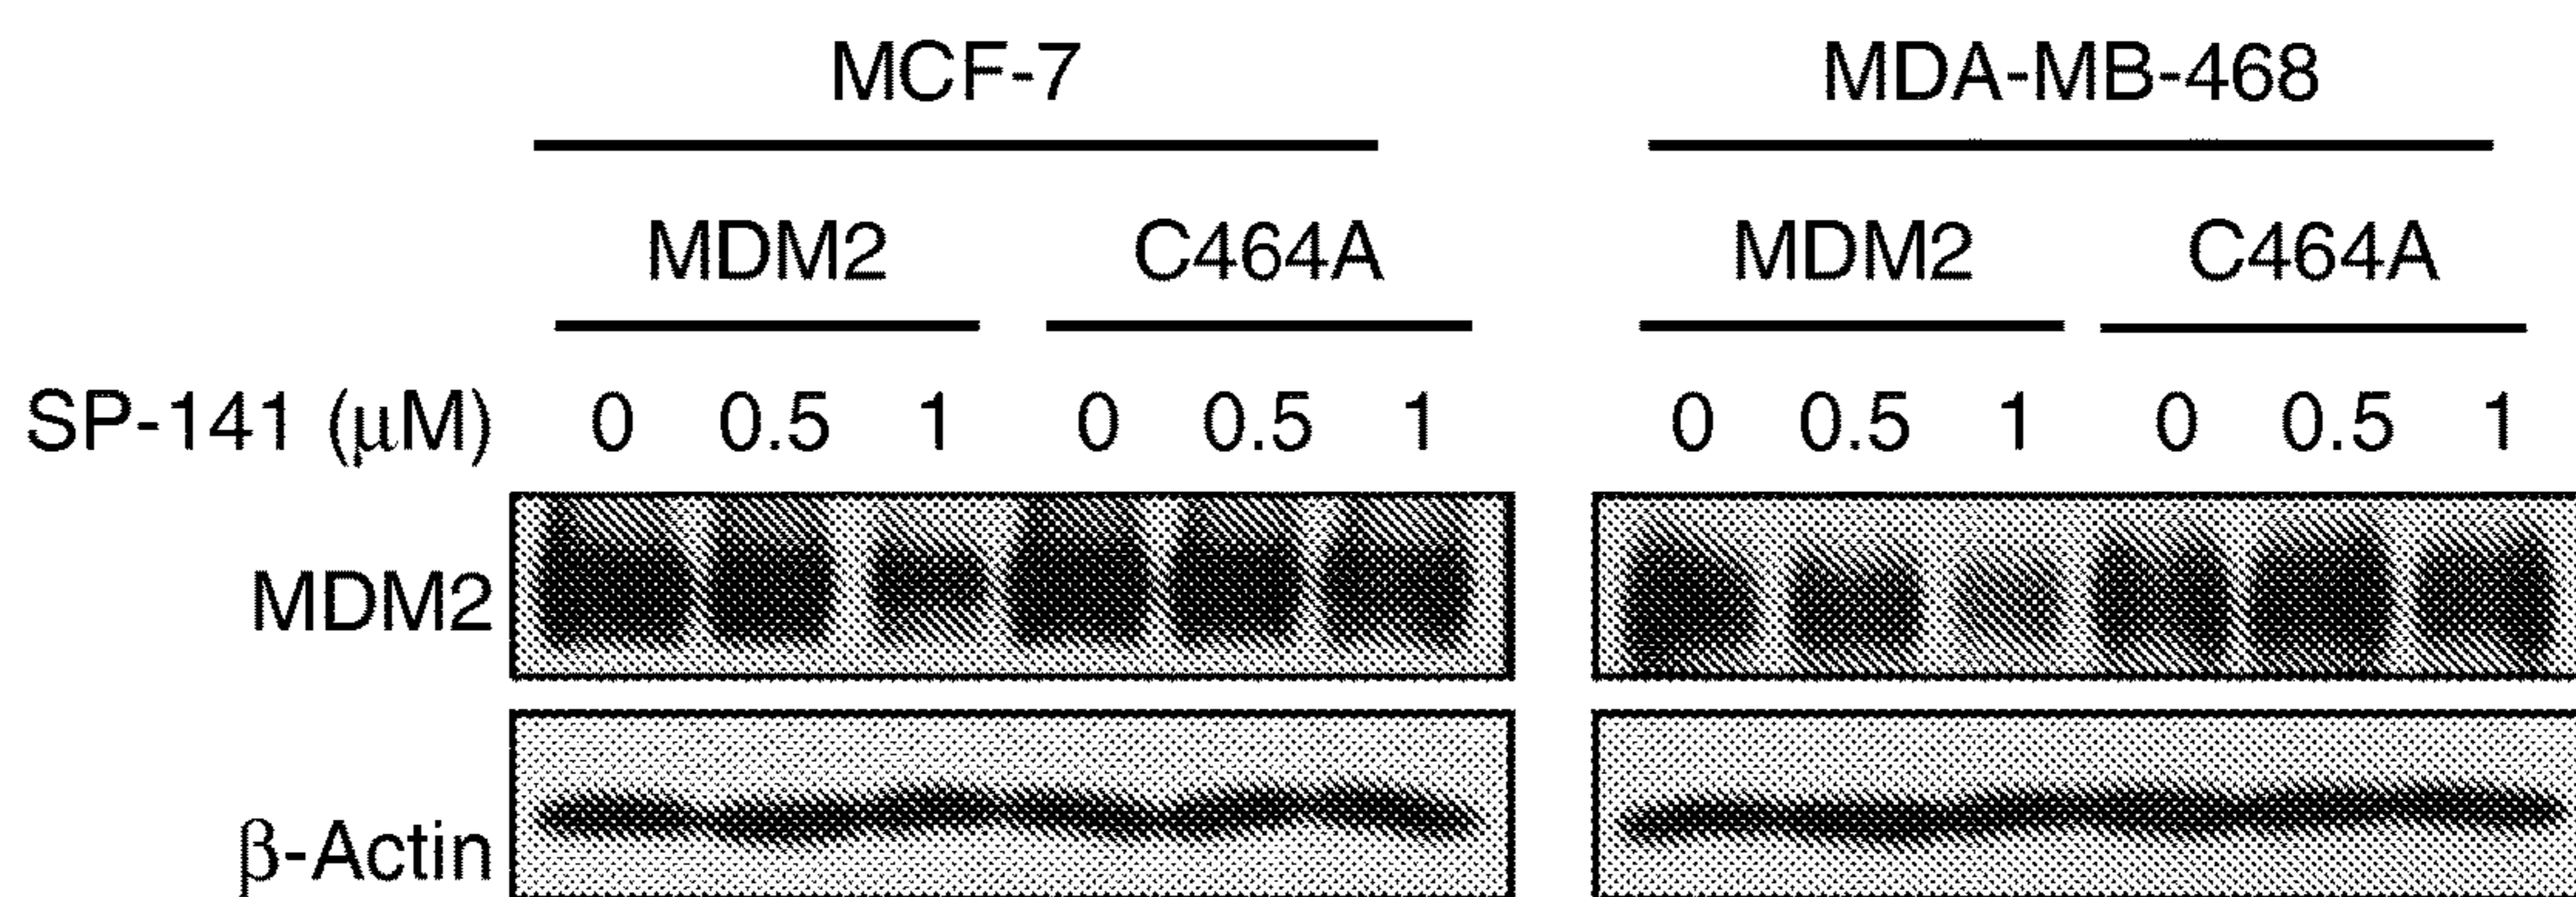 MCF-7 MDA-MB-468
MDM2 C464A MDM2 C464A
SP-141 (μM) 0 0.5 1 0 0.5 1 0 0.5 1 0 0.5 1
MDM2
β-Actin